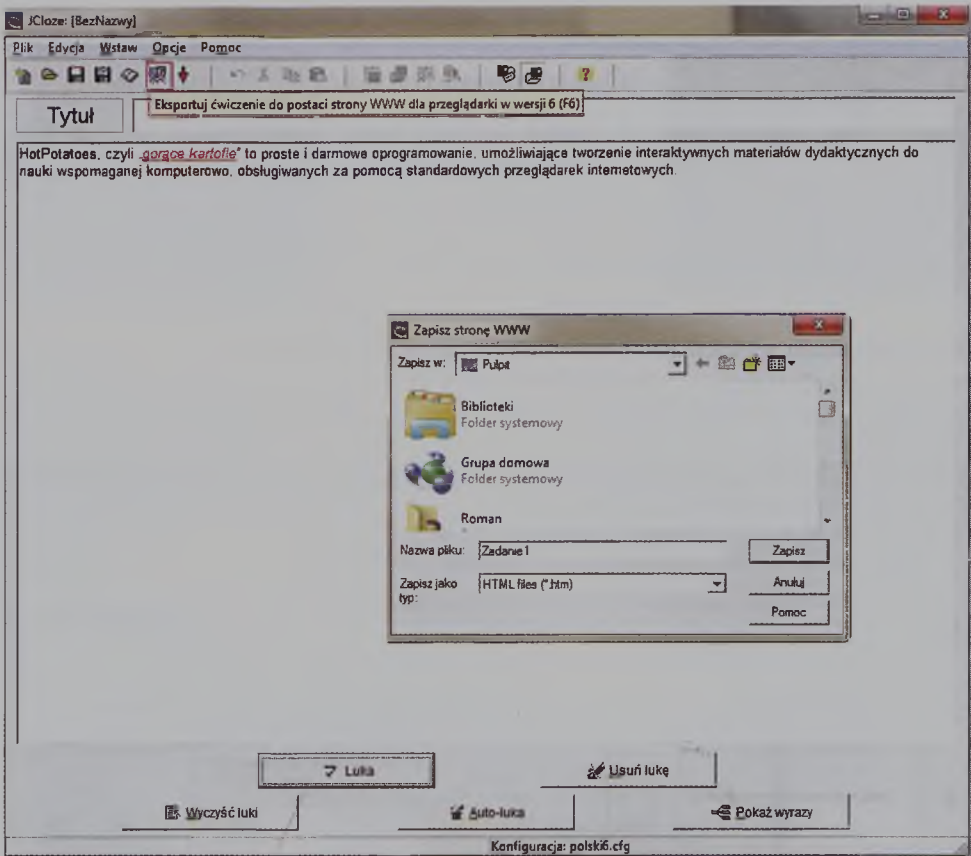 JCloze: [BezNazwy]
Plik Edycja Wstaw Opcje Pomoc
Eksportuj ćwiczenie do postaci strony WWW dla przeglądarki w wersji 6 (F6)
Tytuł
HotPotatoes, czyli „gorące kartofle" to proste i darmowe oprogramowanie, umożliwiające tworzenie interaktywnych materiałów dydaktycznych do
nauki wspomaganej komputerowo, obsługiwanych za pomocą standardowych przeglądarek internetowych.
Zapisz stronę WWW
Zapisz w: Pulpit
Biblioteki
Folder systemowy
Grupa domowa
Folder systemowy
Roman
Nazwa pliku: Zadanie1 Zapisz
Zapisz jako typ: HTML files (*.htm) Anuluj
Pomoc
Luka Usuń lukę
Wyczyść luki Auto-luka Pokaż wyrazy
Konfiguracja: polski6.cfg